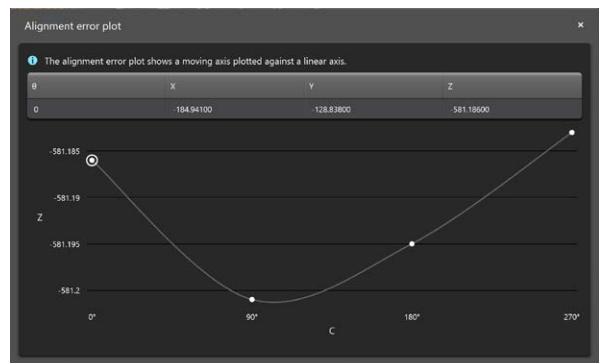 Alignment error plot
The alignment error plot shows a moving axis plotted against a linear axis.
θ X Y Z
0 -184.94100 -128.83800 -581.18600
-581.185
-581.19
Z
-581.195
-581.2
0° 90° 180° 270°
C